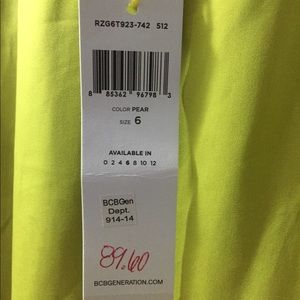 RZG6T923-742 512
8 85362 96798 3
COLOR PEAR
SIZE 6
AVAILABLE IN
0 2 4 6 8 10 12
BCBGen
Dept.
914-14
89.60
BCBGENERATION.COM